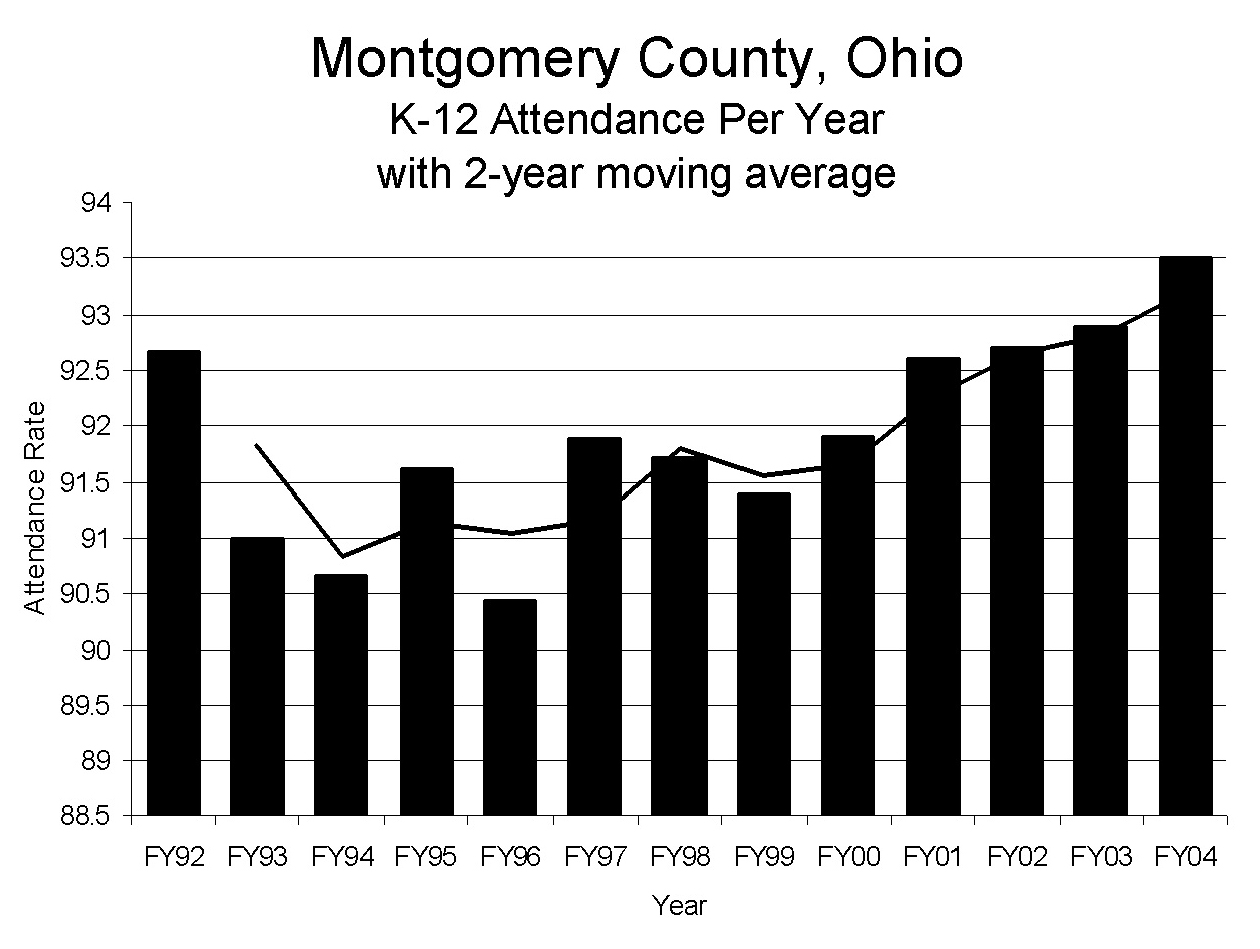 Montgomery County, Ohio
K-12 Attendance Per Year
with 2-year moving average
94
93.5
93
92.5
92
91.5
91
90.5
90
89.5
89
88.5
Attendance Rate
FY92 FY93 FY94 FY95 FY96 FY97 FY98 FY99 FY00 FY01 FY02 FY03 FY04
Year